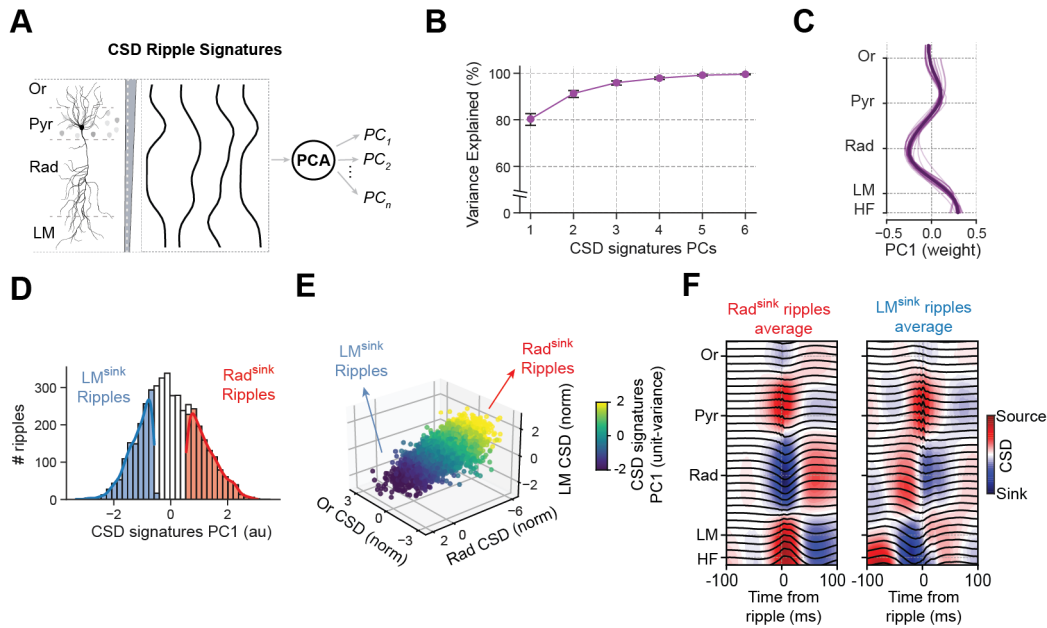 A
CSD Ripple Signatures
Or
Pyr
Rad
LM
PCA
PC1
PC2
⋮
PCn
B
Variance Explained (%)
100
80
60
0
1 2 3 4 5 6
CSD signatures PCs
C
Or
Pyr
Rad
LM
HF
−0.5 0.0 0.5
PC1 (weight)
D
LMsink
Ripples
Radsink
Ripples
# ripples
300
200
100
0
−2 0 2
CSD signatures PC1 (au)
E
LMsink
Ripples
Radsink
Ripples
Or CSD (norm)
3
0
−3
Rad CSD (norm)
2
0
−6
LM CSD (norm)
2
0
−2
2
0
−2
CSD signatures
PC1 (unit-variance)
F
Radsink ripples
average
LMsink ripples
average
Or
Pyr
Rad
LM
HF
-100 0 100
-100 0 100
Time from
ripple (ms)
Time from
ripple (ms)
Source
CSD
Sink